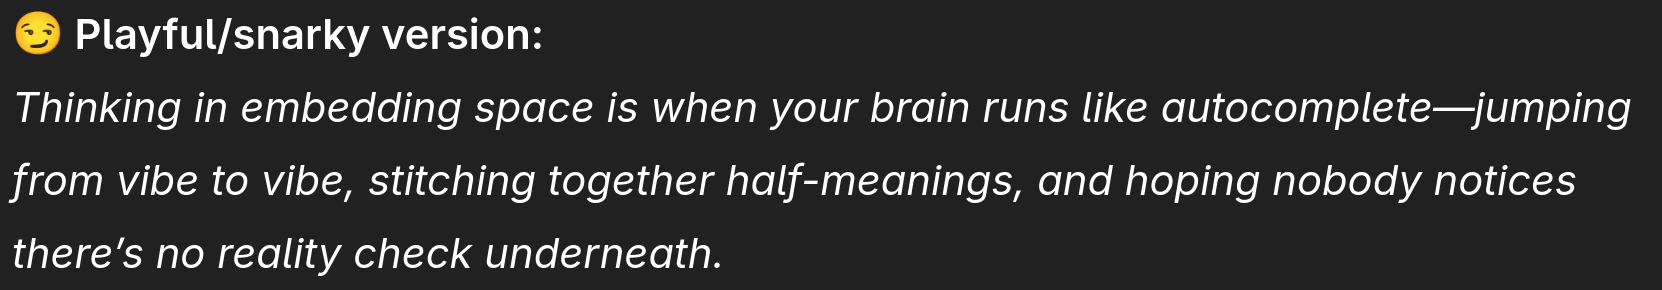 😏 Playful/snarky version:
Thinking in embedding space is when your brain runs like autocomplete—jumping
from vibe to vibe, stitching together half-meanings, and hoping nobody notices
there’s no reality check underneath.